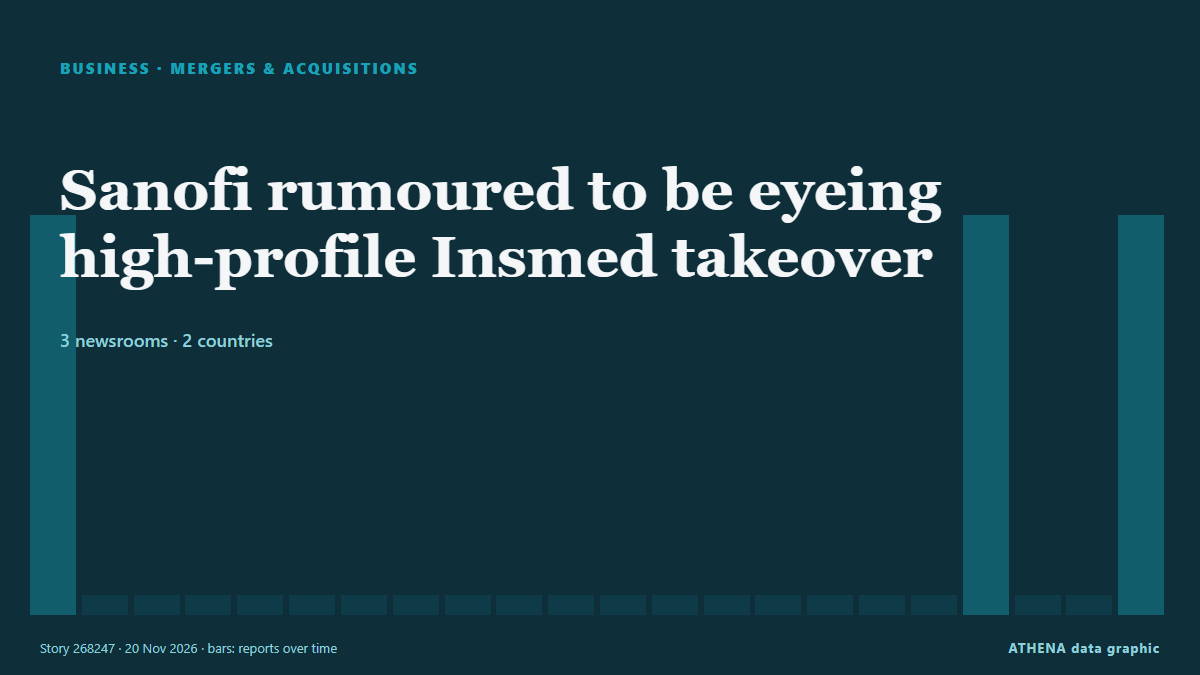 BUSINESS · MERGERS & ACQUISITIONS
Sanofi rumoured to be eyeing
high-profile Insmed takeover
3 newsrooms · 2 countries
Story 268247 · 20 Nov 2026 · bars: reports over time
ATHENA data graphic